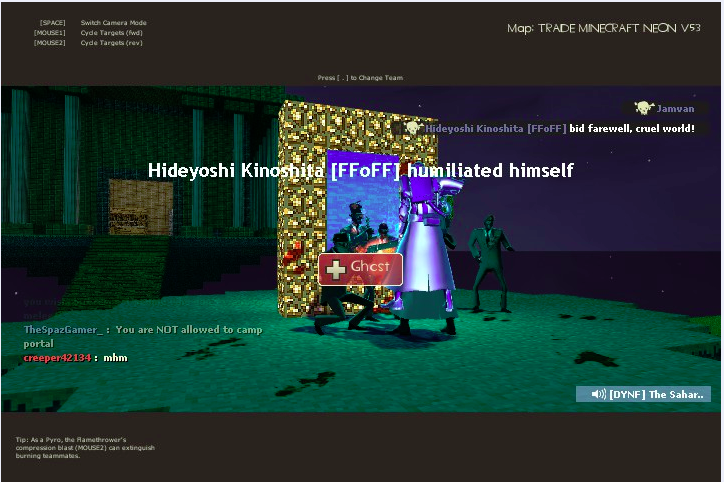 [SPACE] Switch Camera Mode
[MOUSE1] Cycle Targets (fwd)
[MOUSE2] Cycle Targets (rev)
Map: TRADE MINECRAFT NEON V53
Press [ . ] to Change Team
Jamvan
Hideyoshi Kinoshita [FFoFF] bid farewell, cruel world!
Hideyoshi Kinoshita [FFoFF] humiliated himself
Ghost
TheSpazGamer_ : You are NOT allowed to camp
portal
creeper42134 : mhm
[DYNF] The Sahar..
Tip: As a Pyro, the Flamethrower's
compression blast (MOUSE2) can extinguish
burning teammates.